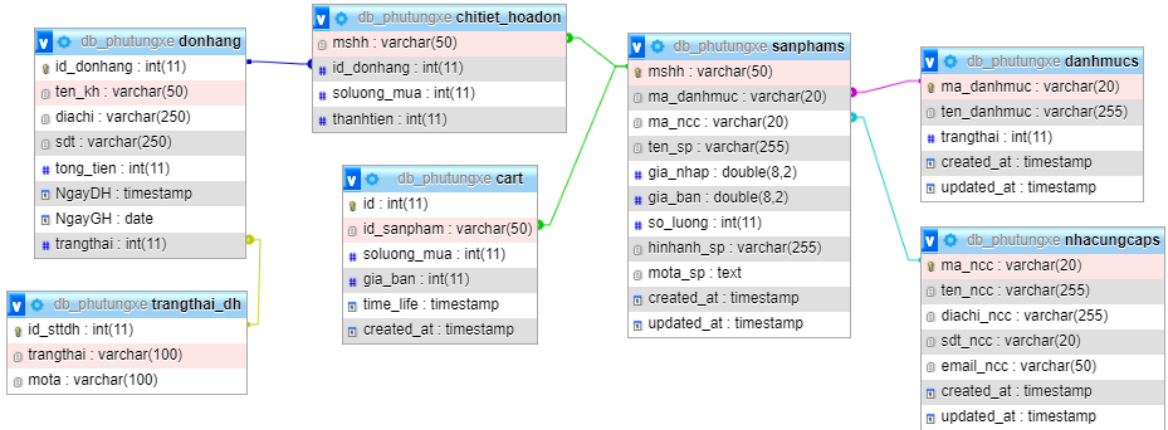 db_phutungxe donhang
id_donhang : int(11)
ten_kh : varchar(50)
diachi : varchar(250)
sdt : varchar(250)
tong_tien : int(11)
NgayDH : timestamp
NgayGH : date
trangthai : int(11)
db_phutungxe trangthai_dh
id_sttdh : int(11)
trangthai : varchar(100)
mota : varchar(100)
db_phutungxe chitiet_hoadon
mshh : varchar(50)
id_donhang : int(11)
soluong_mua : int(11)
thanhtien : int(11)
db_phutungxe cart
id : int(11)
id_sanpham : varchar(50)
soluong_mua : int(11)
gia_ban : int(11)
time_life : timestamp
created_at : timestamp
db_phutungxe sanphams
mshh : varchar(50)
ma_danhmuc : varchar(20)
ma_ncc : varchar(20)
ten_sp : varchar(255)
gia_nhap : double(8,2)
gia_ban : double(8,2)
so_luong : int(11)
hinhanh_sp : varchar(255)
mota_sp : text
created_at : timestamp
updated_at : timestamp
db_phutungxe danhmucs
ma_danhmuc : varchar(20)
ten_danhmuc : varchar(255)
trangthai : int(11)
created_at : timestamp
updated_at : timestamp
db_phutungxe nhacungcaps
ma_ncc : varchar(20)
ten_ncc : varchar(255)
diachi_ncc : varchar(255)
sdt_ncc : varchar(20)
email_ncc : varchar(50)
created_at : timestamp
updated_at : timestamp